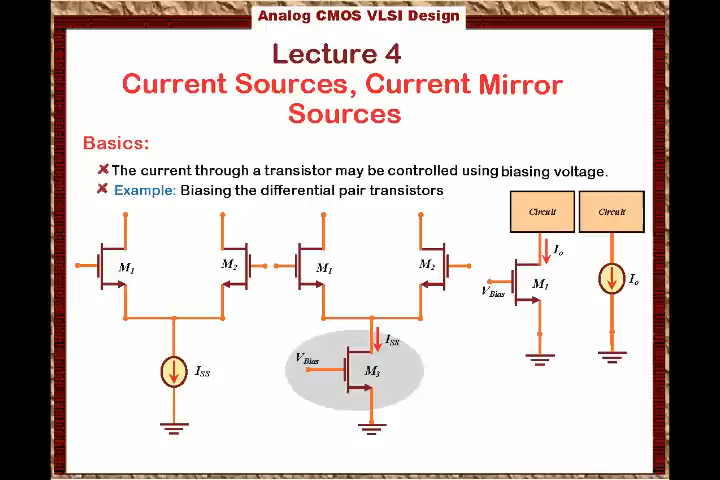 Analog CMOS VLSI Design
Lecture 4
Current Sources, Current Mirror
Sources
Basics:
The current through a transistor may be controlled using biasing voltage.
Example: Biasing the differential pair transistors
Circuit
Circuit
M1
M2
M1
M2
Io
M1
VBias
Io
ISS
ISS
VBias
M3